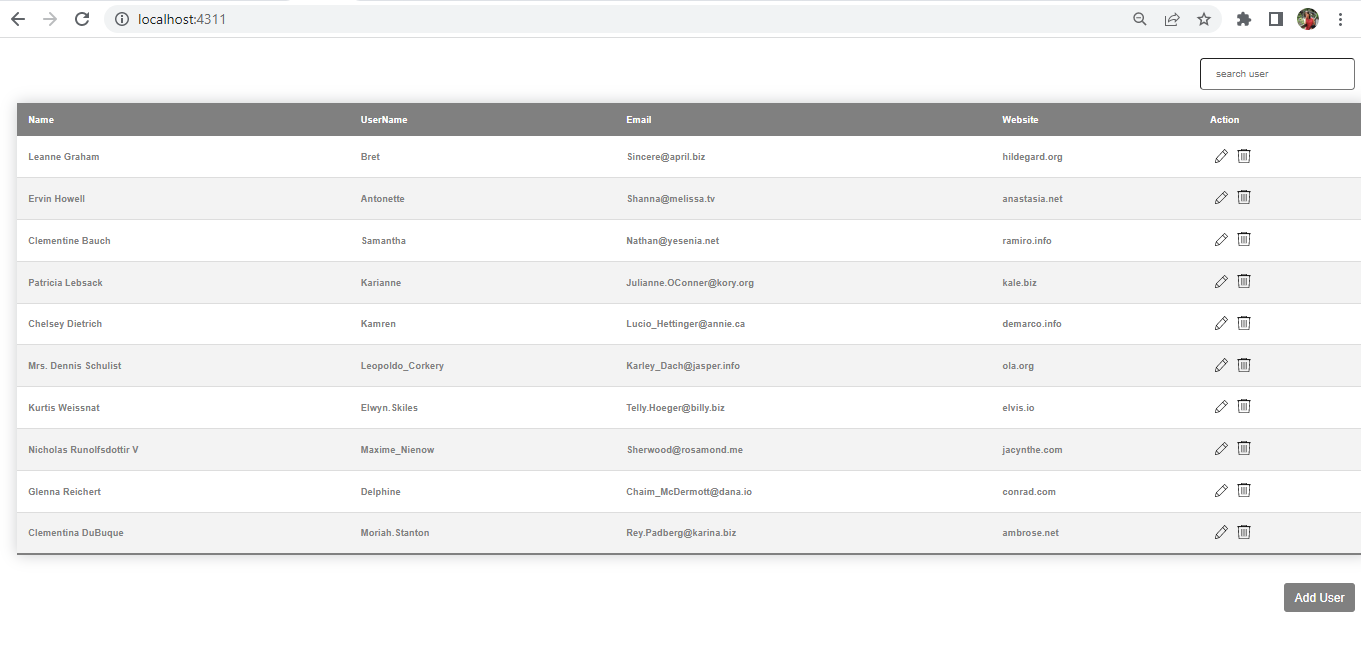 localhost:4311
search user
Name UserName Email Website Action
Leanne Graham Bret Sincere@april.biz hildegard.org
Ervin Howell Antonette Shanna@melissa.tv anastasia.net
Clementine Bauch Samantha Nathan@yesenia.net ramiro.info
Patricia Lebsack Karianne Julianne.OConner@kory.org kale.biz
Chelsey Dietrich Kamren Lucio_Hettinger@annie.ca demarco.info
Mrs. Dennis Schulist Leopoldo_Corkery Karley_Dach@jasper.info ola.org
Kurtis Weissnat Elwyn.Skiles Telly.Hoeger@billy.biz elvis.io
Nicholas Runolfsdottir V Maxime_Nienow Sherwood@rosamond.me jacynthe.com
Glenna Reichert Delphine Chaim_McDermott@dana.io conrad.com
Clementina DuBuque Moriah.Stanton Rey.Padberg@karina.biz ambrose.net
Add User